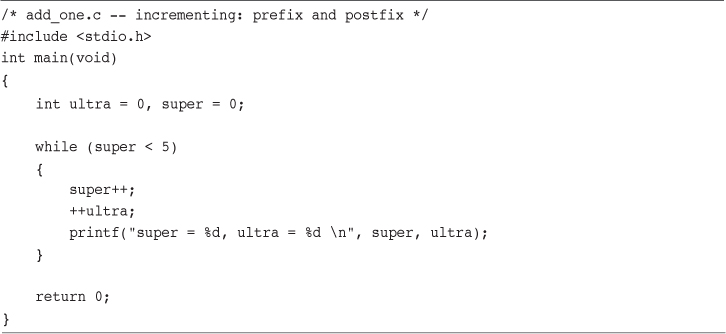 /* add_one.c -- incrementing: prefix and postfix */
#include <stdio.h>
int main(void)
{
    int ultra = 0, super = 0;

    while (super < 5)
    {
        super++;
        ++ultra;
        printf("super = %d, ultra = %d \n", super, ultra);
    }

    return 0;
}